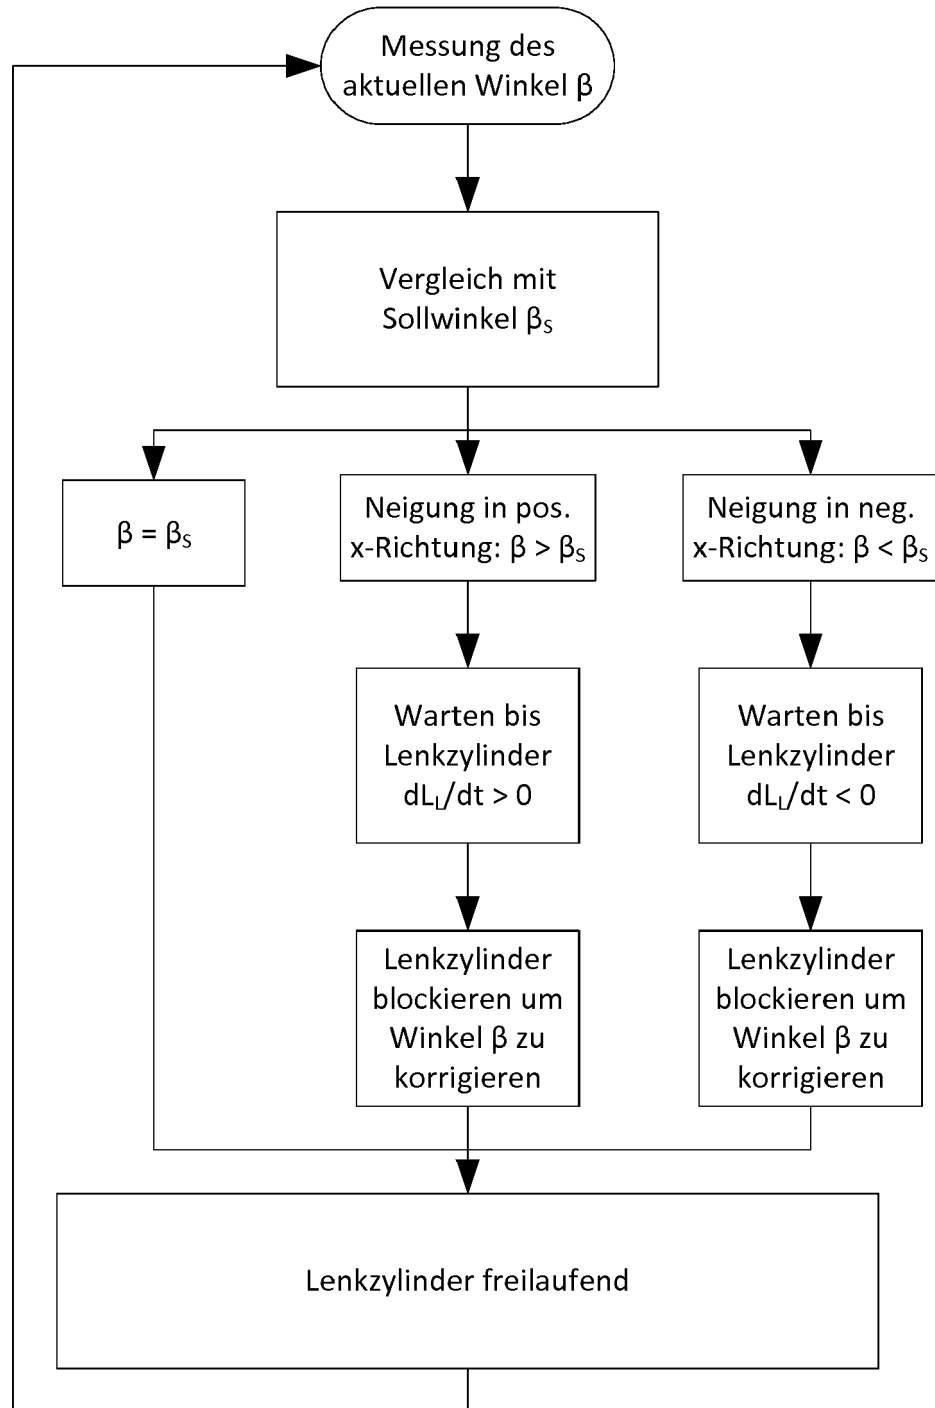 Messung des
aktuellen Winkel β
Vergleich mit
Sollwinkel βS
β = βS
Neigung in pos.
x-Richtung: β > βS
Neigung in neg.
x-Richtung: β < βS
Warten bis
Lenkzylinder
dLL/dt > 0
Warten bis
Lenkzylinder
dLL/dt < 0
Lenkzylinder
blockieren um
Winkel β zu
korrigieren
Lenkzylinder
blockieren um
Winkel β zu
korrigieren
Lenkzylinder freilaufend